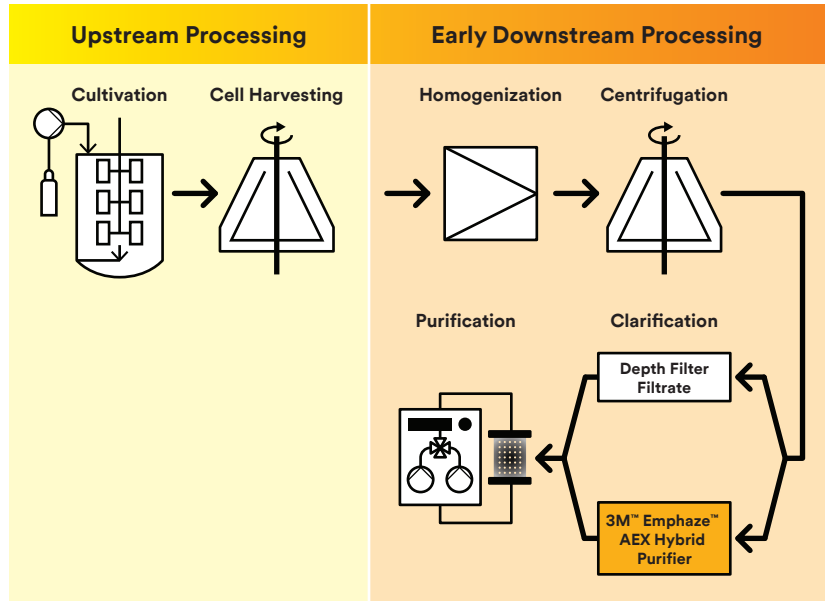 Upstream Processing
Early Downstream Processing
Cultivation
Cell Harvesting
Homogenization
Centrifugation
Purification
Clarification
Depth Filter
Filtrate
3M™ Emphaze™
AEX Hybrid
Purifier